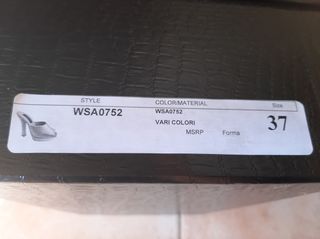 STYLE COLOR/MATERIAL Size
WSA0752 WSA0752 37
VARI COLORI
MSRP Forma